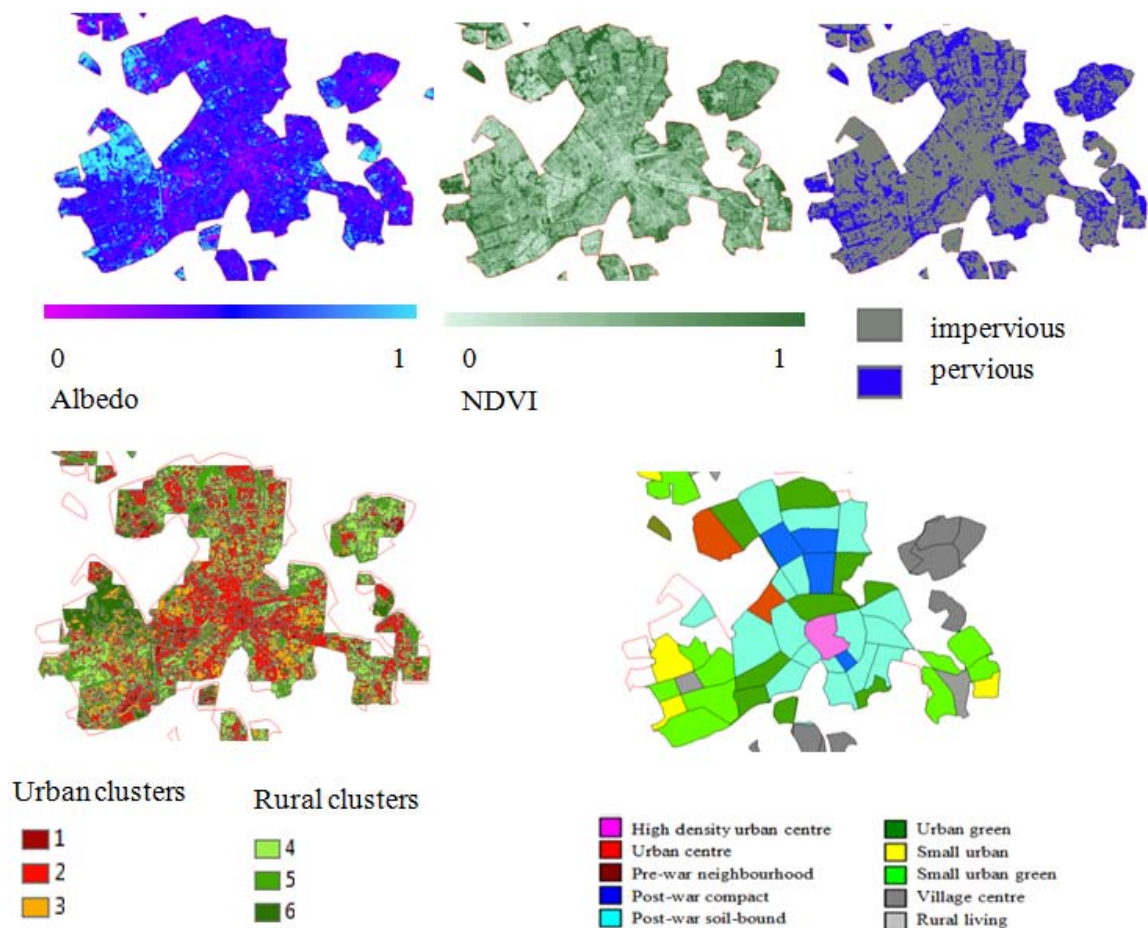 0 1
Albedo
0 1
NDVI
impervious
pervious
Urban clusters
1
2
3
Rural clusters
4
5
6
High density urban centre
Urban centre
Pre-war neighbourhood
Post-war compact
Post-war soil-bound
Urban green
Small urban
Small urban green
Village centre
Rural living